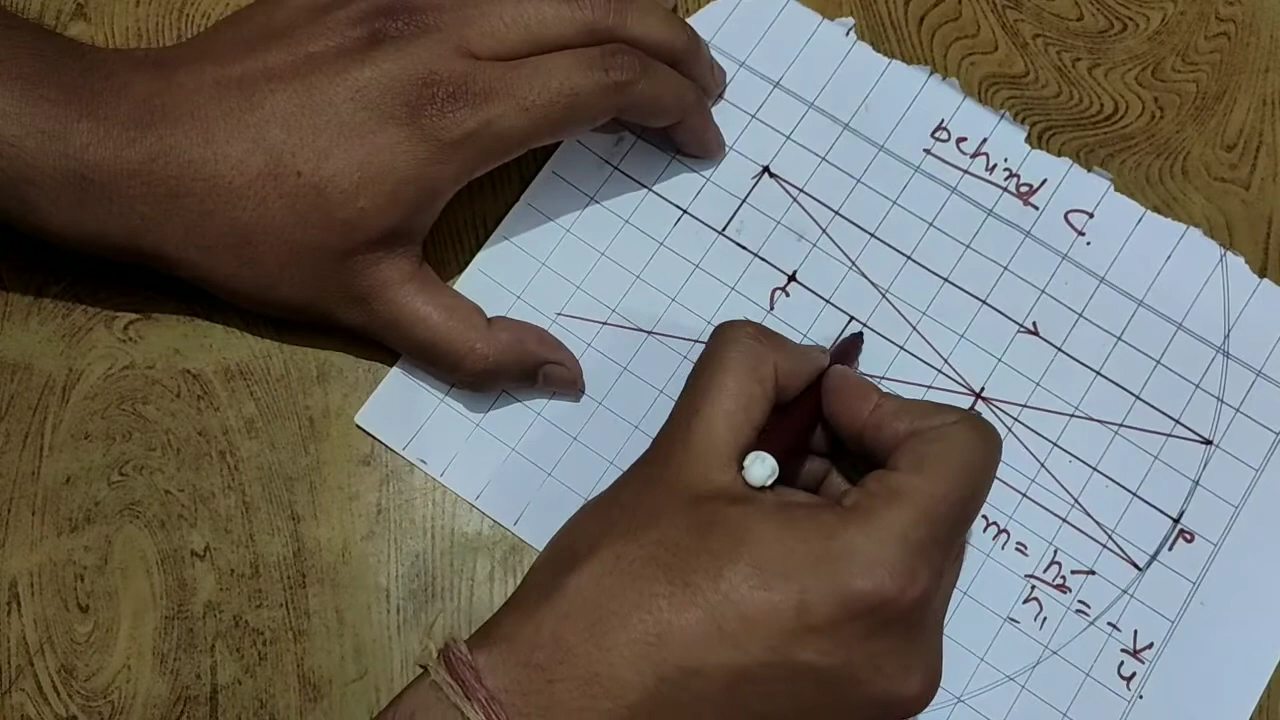 behind C.
C
P
m = h2/h1 = - v/u.